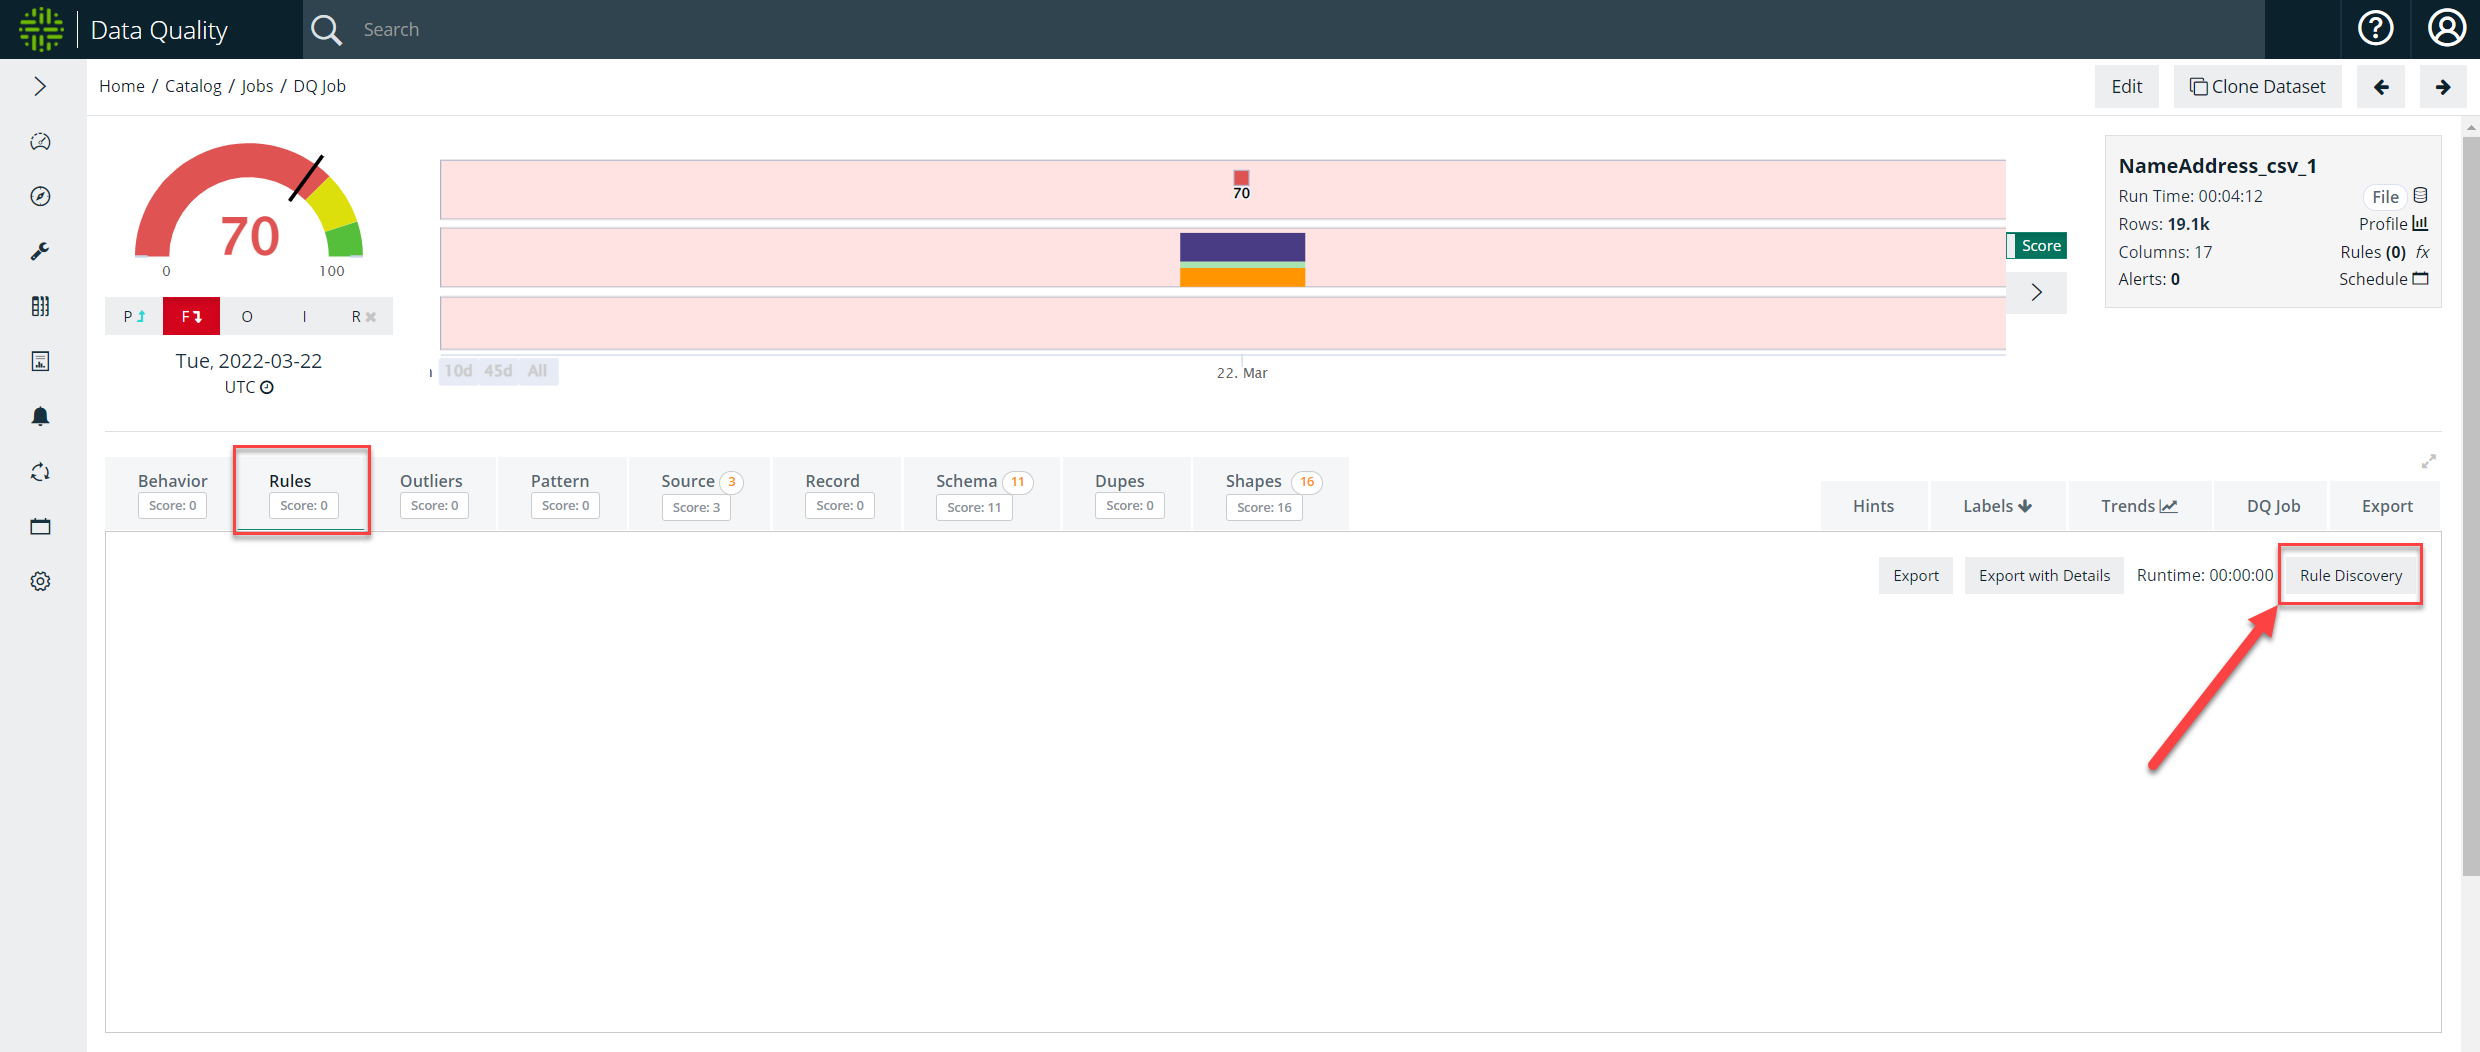 Data Quality
Search
Home / Catalog / Jobs / DQ Job
Edit
Clone Dataset
70
0
100
P
F
O
I
R
Tue, 2022-03-22
UTC
70
10d 45d All
22. Mar
Score
NameAddress_csv_1
Run Time: 00:04:12
File
Rows: 19.1k
Profile
Columns: 17
Rules (0) fx
Alerts: 0
Schedule
Behavior
Score: 0
Rules
Score: 0
Outliers
Score: 0
Pattern
Score: 0
Source 3
Score: 3
Record
Score: 0
Schema 11
Score: 11
Dupes
Score: 0
Shapes 16
Score: 16
Hints
Labels
Trends
DQ Job
Export
Export
Export with Details
Runtime: 00:00:00
Rule Discovery